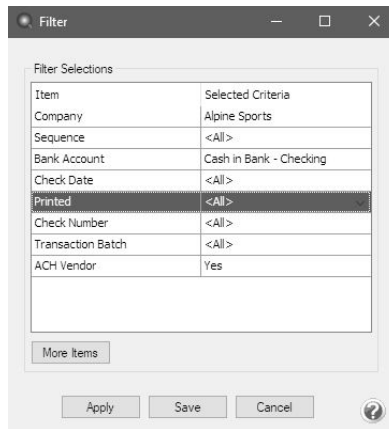 Filter
Filter Selections
Item Selected Criteria
Company Alpine Sports
Sequence <All>
Bank Account Cash in Bank - Checking
Check Date <All>
Printed <All>
Check Number <All>
Transaction Batch <All>
ACH Vendor Yes
More Items
Apply Save Cancel ?